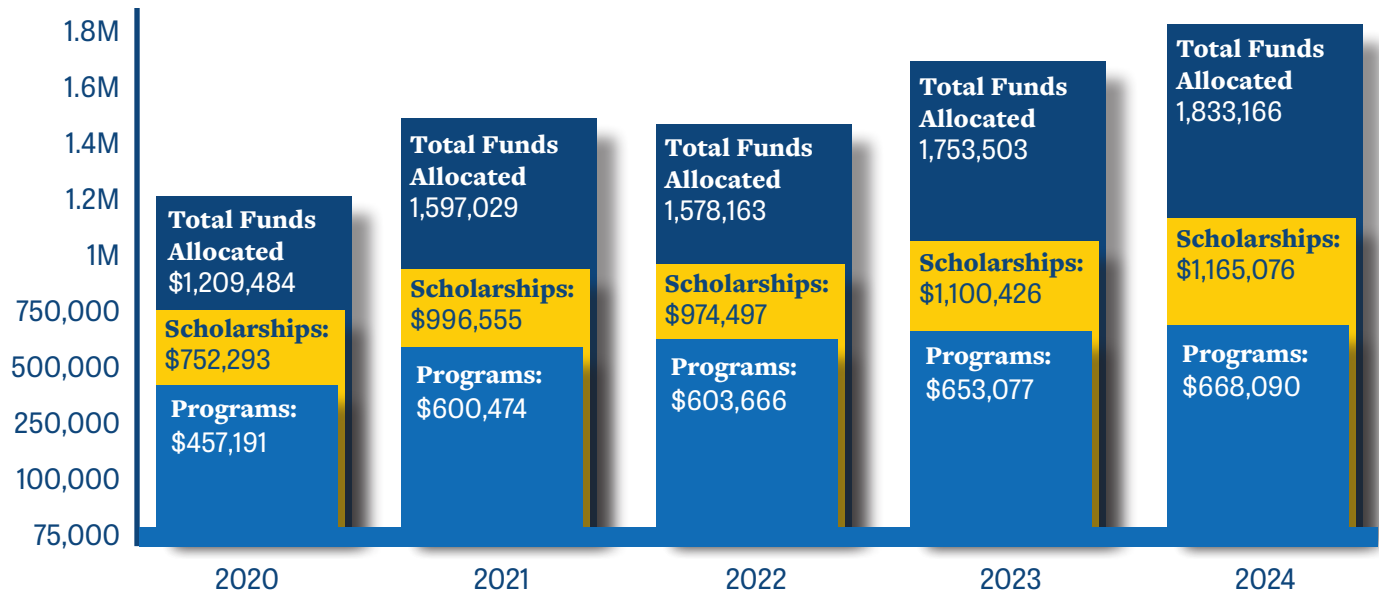 1.8M
1.6M
1.4M
1.2M
1M
750,000
500,000
250,000
100,000
75,000
Total Funds
Allocated
$1,209,484
Scholarships:
$752,293
Programs:
$457,191
Total Funds
Allocated
1,597,029
Scholarships:
$996,555
Programs:
$600,474
Total Funds
Allocated
1,578,163
Scholarships:
$974,497
Programs:
$603,666
Total Funds
Allocated
1,753,503
Scholarships:
$1,100,426
Programs:
$653,077
Total Funds
Allocated
1,833,166
Scholarships:
$1,165,076
Programs:
$668,090
2020
2021
2022
2023
2024